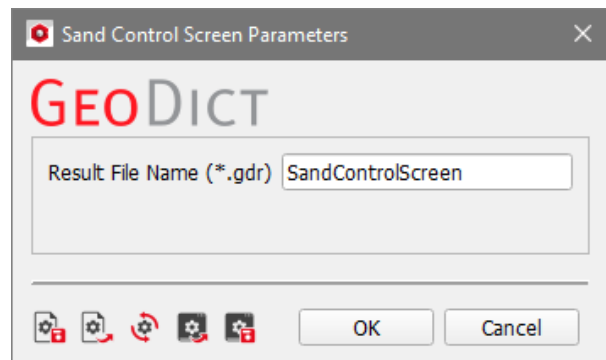 Sand Control Screen Parameters
GEODICT
Result File Name (*.gdr) SandControlScreen
OK Cancel